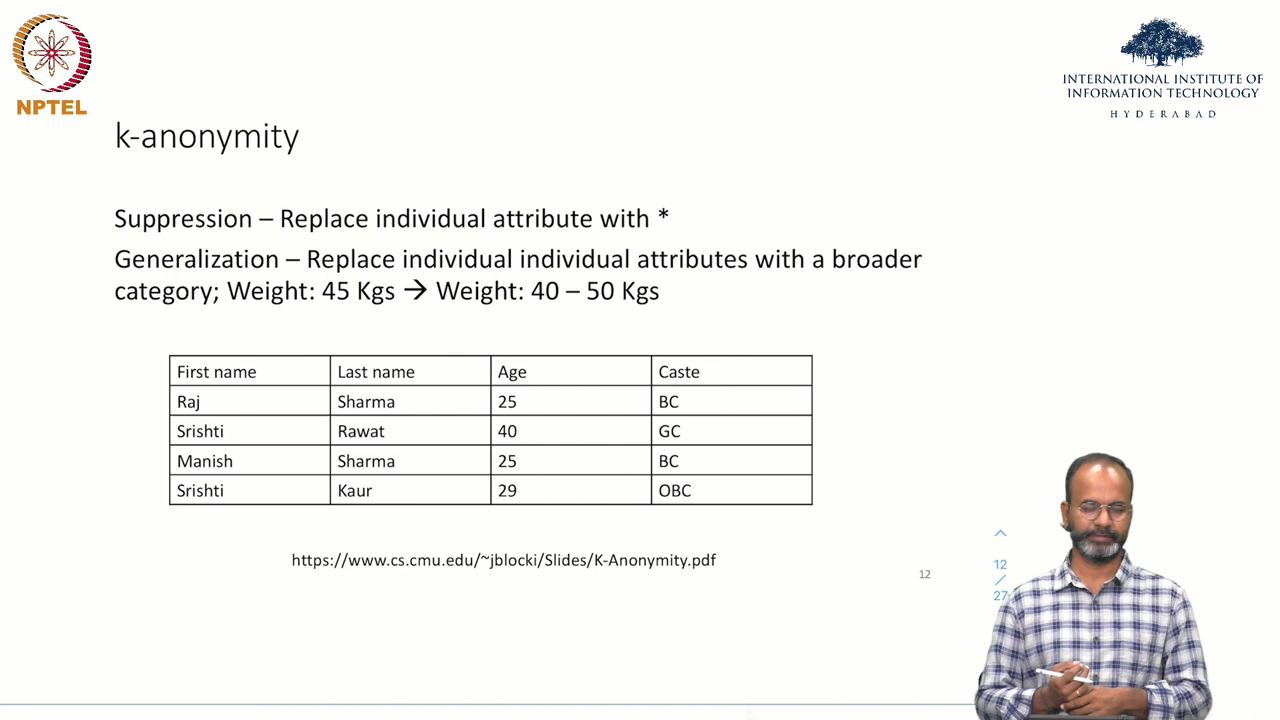 NPTEL
INTERNATIONAL INSTITUTE OF
INFORMATION TECHNOLOGY
HYDERABAD
k-anonymity
Suppression – Replace individual attribute with *
Generalization – Replace individual individual attributes with a broader
category; Weight: 45 Kgs → Weight: 40 – 50 Kgs
First name Last name Age Caste
Raj Sharma 25 BC
Srishti Rawat 40 GC
Manish Sharma 25 BC
Srishti Kaur 29 OBC
https://www.cs.cmu.edu/~jblocki/Slides/K-Anonymity.pdf
12
12
/
27